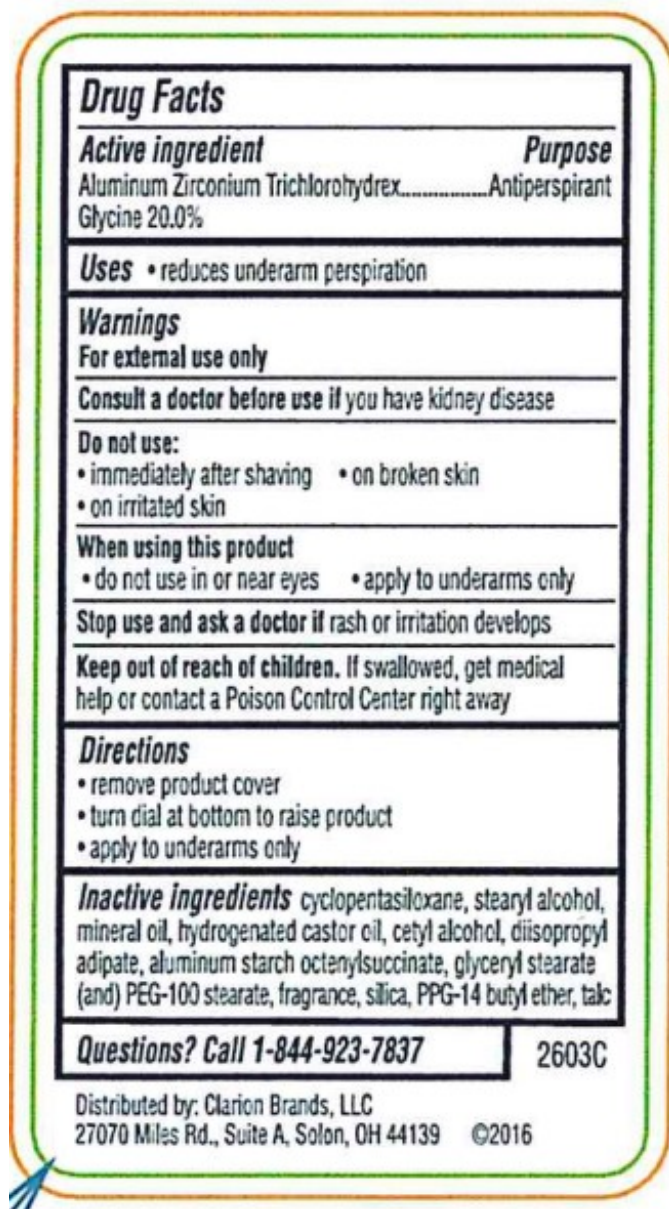 Drug Facts
Active ingredient Purpose
Aluminum Zirconium Trichlorohydrex.................Antiperspirant
Glycine 20.0%
Uses • reduces underarm perspiration
Warnings
For external use only
Consult a doctor before use if you have kidney disease
Do not use:
• immediately after shaving • on broken skin
• on irritated skin
When using this product
• do not use in or near eyes • apply to underarms only
Stop use and ask a doctor if rash or irritation develops
Keep out of reach of children. If swallowed, get medical
help or contact a Poison Control Center right away
Directions
• remove product cover
• turn dial at bottom to raise product
• apply to underarms only
Inactive ingredients cyclopentasiloxane, stearyl alcohol,
mineral oil, hydrogenated castor oil, cetyl alcohol, diisopropyl
adipate, aluminum starch octenylsuccinate, glyceryl stearate
(and) PEG-100 stearate, fragrance, silica, PPG-14 butyl ether, talc
Questions? Call 1-844-923-7837 2603C
Distributed by: Clarion Brands, LLC
27070 Miles Rd., Suite A, Solon, OH 44139 ©2016